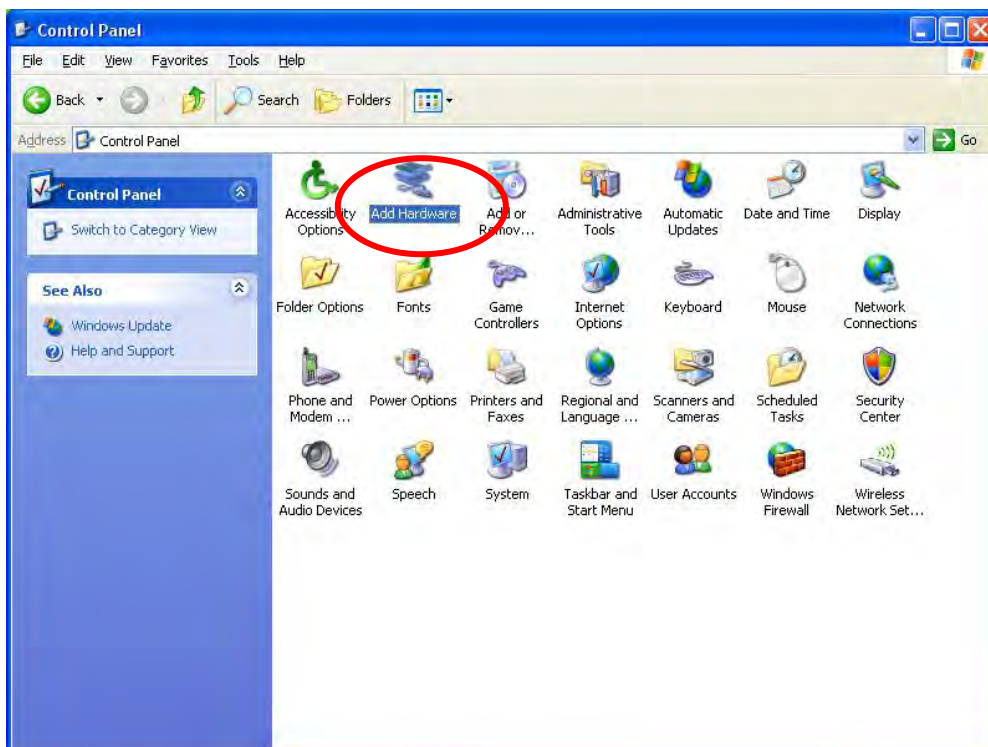 Control Panel
File Edit View Favorites Tools Help
Back Search Folders
Address Control Panel Go
Control Panel
Switch to Category View
See Also
Windows Update
Help and Support
Accessibility Options
Add Hardware
Add or Remov...
Administrative Tools
Automatic Updates
Date and Time
Display
Folder Options
Fonts
Game Controllers
Internet Options
Keyboard
Mouse
Network Connections
Phone and Modem ...
Power Options
Printers and Faxes
Regional and Language ...
Scanners and Cameras
Scheduled Tasks
Security Center
Sounds and Audio Devices
Speech
System
Taskbar and Start Menu
User Accounts
Windows Firewall
Wireless Network Set...